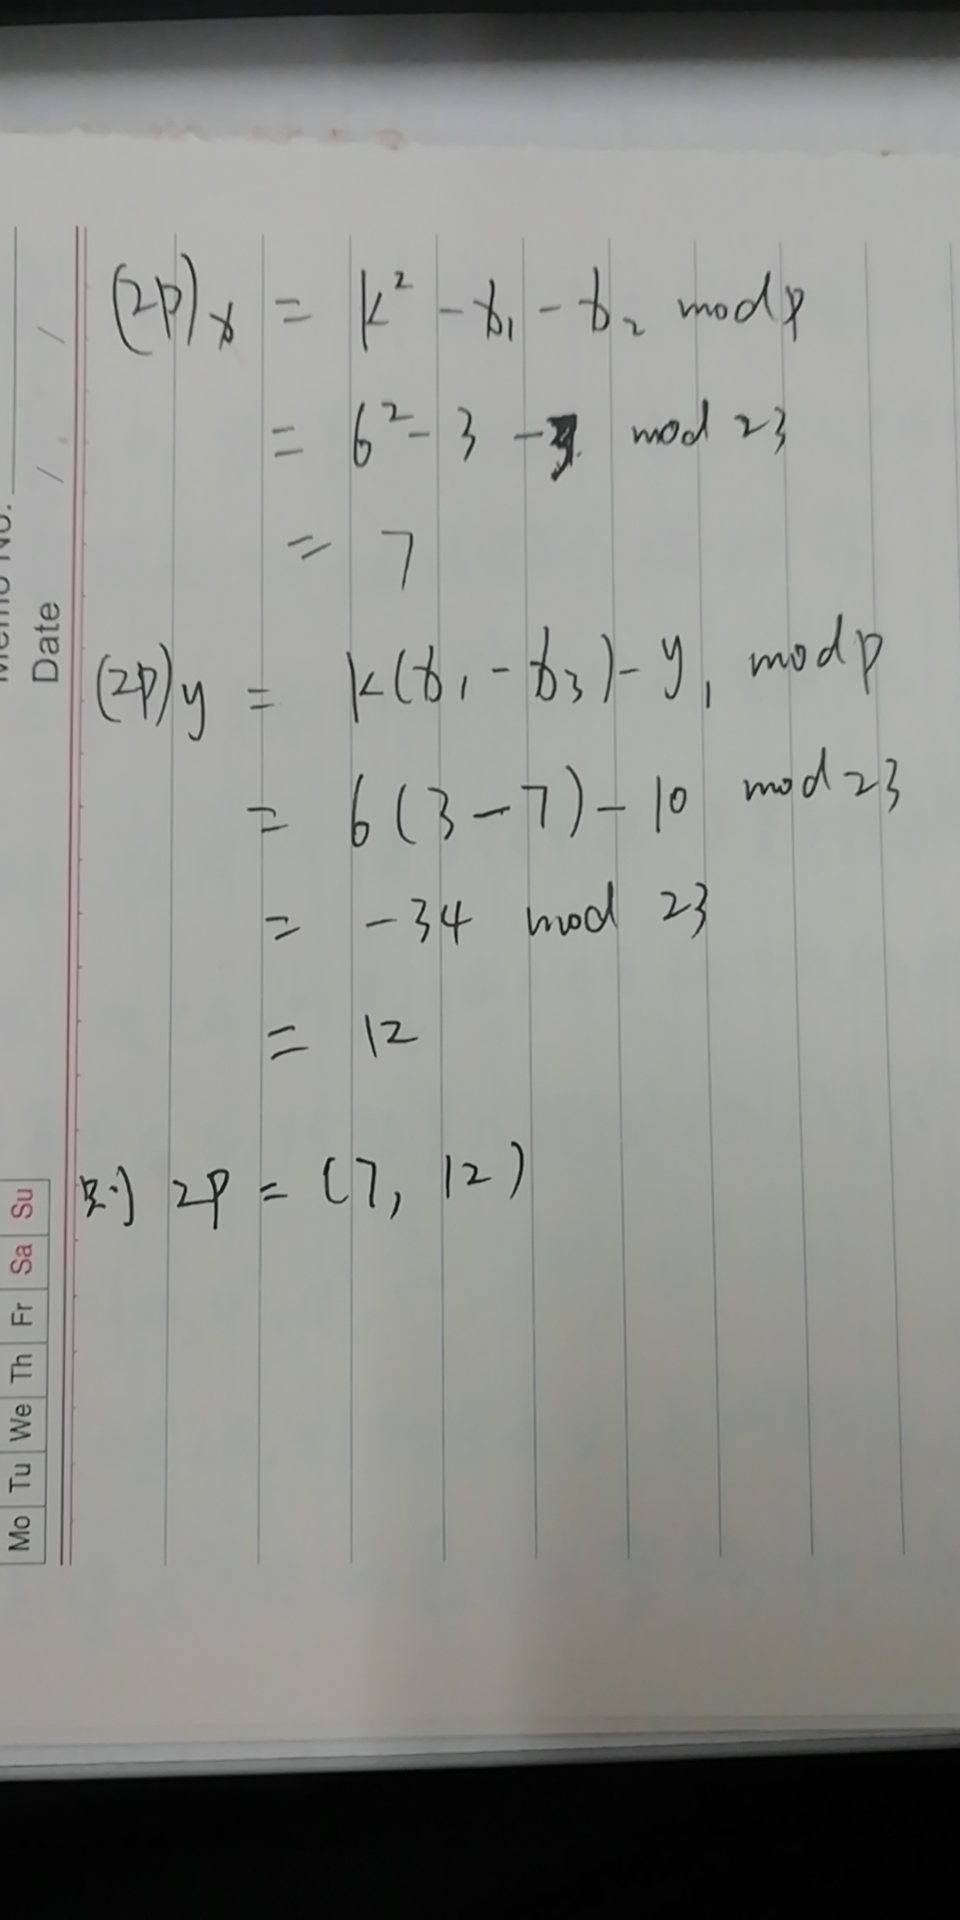 (2P)x = k² - x₁ - x₂ mod p
= 6² - 3 - 3 mod 23
= 7
(2P)y = k(x₁ - x₃) - y₁ mod p
= 6(3 - 7) - 10 mod 23
= -34 mod 23
= 12
则 2P = (7, 12)
Date / . /
Mo Tu We Th Fr Sa Su